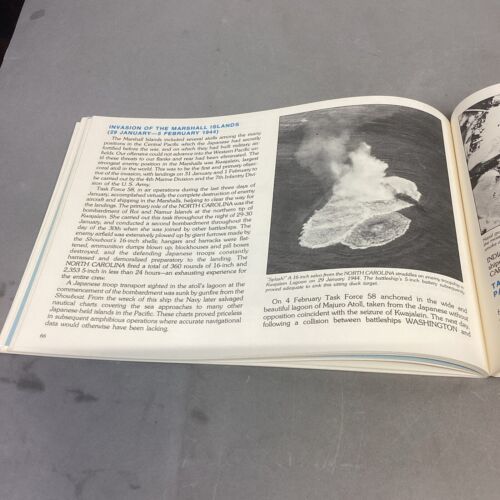 INVASION OF THE MARSHALL ISLANDS
(29 JANUARY—5 FEBRUARY 1944)
The Marshall Islands included several atolls among the many
positions in the Central Pacific which the Japanese had secretly
fortified before the war, and on which they had built military air
fields. Our offensive could not advance into the Western Pacific un-
til these threats to our flanks and rear had been eliminated. The
strongest enemy position in the Marshalls was Kwajalein, largest
coral atoll in the world. This was to be the first and primary objec-
tive of the invasion, with landings on 31 January and 1 February to
be carried out by the 4th Marine Division and the 7th Infantry Divi-
sion of the U. S. Army.
Task Force 58, in air operations during the last three days of
January, accomplished virtually the complete destruction of enemy
aircraft and shipping in the Marshalls, helping to clear the way for
the landings. The primary role of the NORTH CAROLINA was the
bombardment of Roi and Namur Islands at the northern tip of
Kwajalein. She carried out this task throughout the night of 29-30
January, and conducted a second bombardment throughout the
day of the 30th when she was joined by other battleships. The
enemy airfield was extensively plowed up by giant furrows made by
the Showboat's 16-inch shells; hangars and barracks were flat-
tened, ammunition dumps blown up, blockhouses and pill boxes
destroyed, and the defending Japanese troops constantly
harrassed and demoralized preparatory to the landing. The
NORTH CAROLINA fired a total of 360 rounds of 16-inch and
2,353 5-inch in less than 24 hours—an exhausting experience for
the entire crew.
A Japanese troop transport sighted in the atoll's lagoon at the
commencement of the bombardment was sunk by gunfire from the
Showboat. From the wreck of this ship the Navy later salvaged
nautical charts covering the sea approaches to many other
Japanese-held islands in the Pacific. These charts proved priceless
in subsequent amphibious operations where accurate navigational
data would otherwise have been lacking.
66
"Splash!" A 16-inch salvo from the NORTH CAROLINA straddles an enemy troopship in
Kwajalein Lagoon on 29 January 1944. The battleship's 5-inch battery subsequently
proved adequate to sink this sitting duck target.
On 4 February Task Force 58 anchored in the wide and
beautiful lagoon of Majuro Atoll, taken from the Japanese without
opposition coincident with the seizure of Kwajalein. The next day,
following a collision between battleships WASHINGTON and